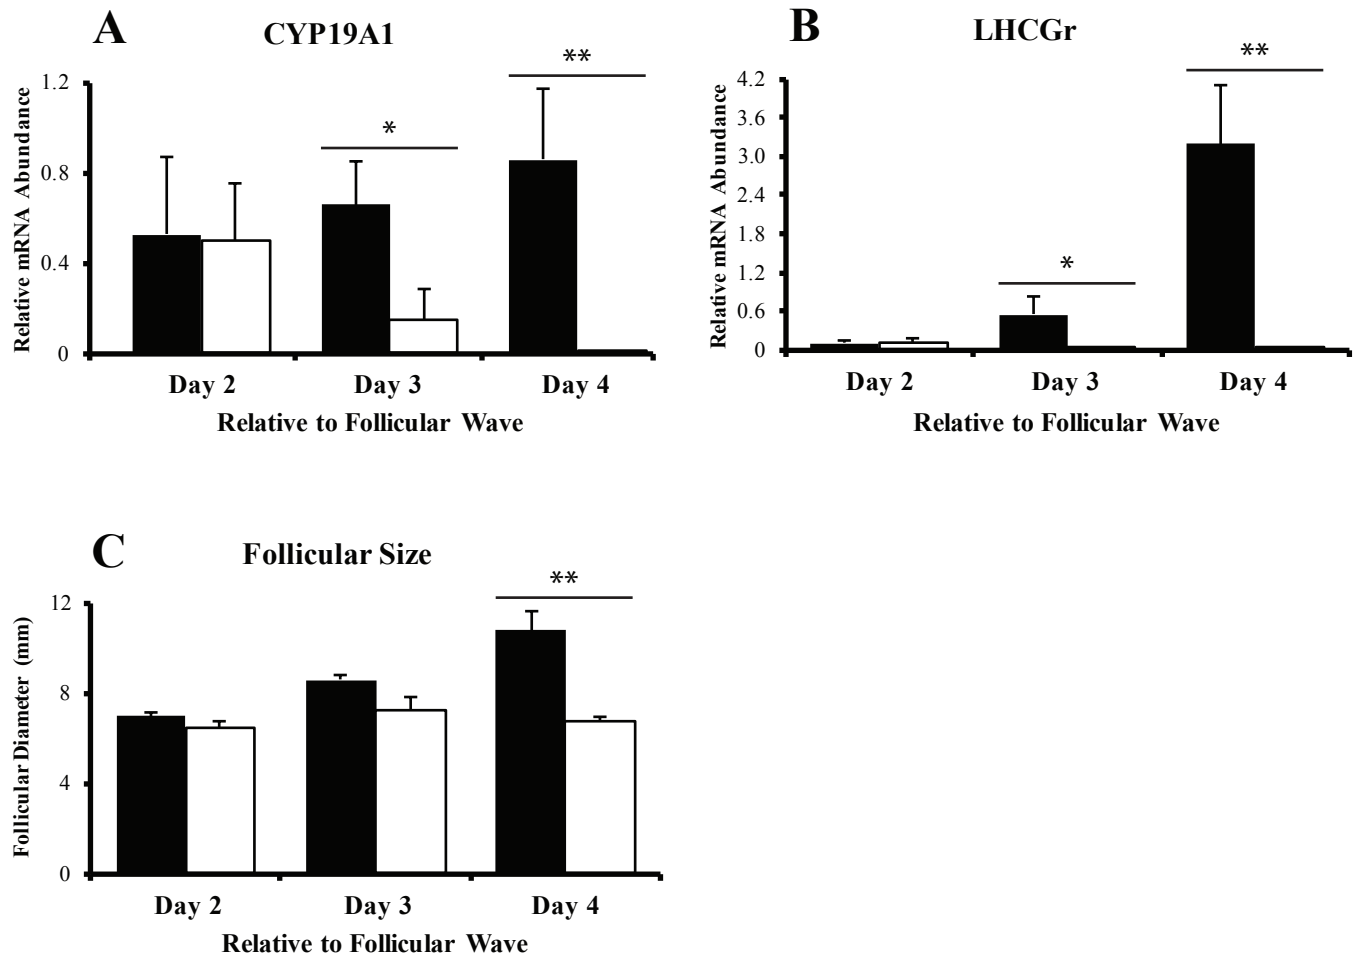 A
CYP19A1
**
*
Relative mRNA Abundance
1.2
0.8
0.4
0
Day 2 Day 3 Day 4
Relative to Follicular Wave
B
LHCGr
**
*
Relative mRNA Abundance
4.2
3.6
3.0
2.4
1.8
1.2
0.6
0
Day 2 Day 3 Day 4
Relative to Follicular Wave
C
Follicular Size
**
Follicular Diameter (mm)
12
8
4
0
Day 2 Day 3 Day 4
Relative to Follicular Wave